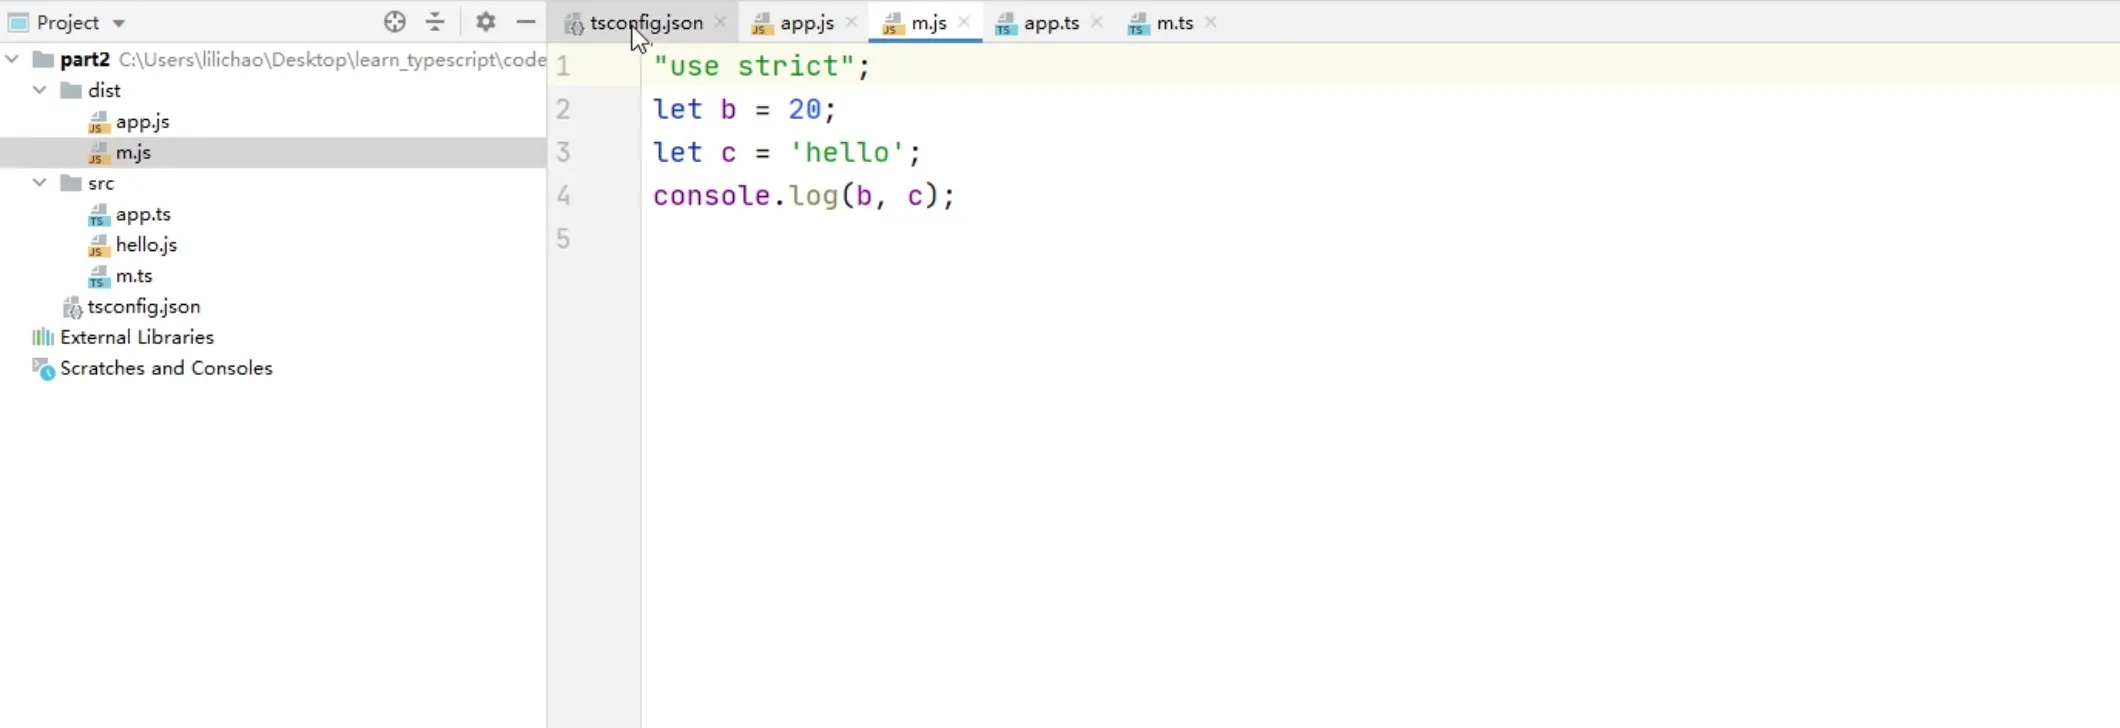 Project
part2 C:\Users\lilichao\Desktop\learn_typescript\code
dist
app.js
m.js
src
app.ts
hello.js
m.ts
tsconfig.json
External Libraries
Scratches and Consoles
tsconfig.json app.js m.js app.ts m.ts
1 "use strict";
2 let b = 20;
3 let c = 'hello';
4 console.log(b, c);
5